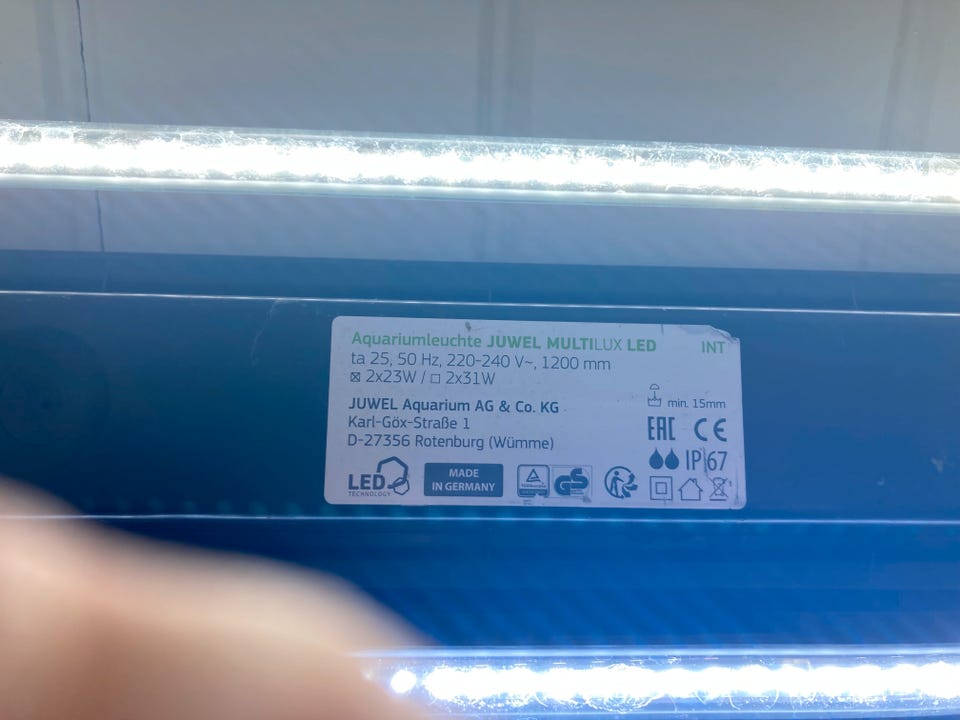 Aquariumleuchte JUWEL MULTILUX LED INT
ta 25, 50 Hz, 220-240 V~, 1200 mm
☒ 2x23W / ☐ 2x31W
JUWEL Aquarium AG & Co. KG
Karl-Göx-Straße 1
D-27356 Rotenburg (Wümme)
min. 15mm
EAC CE
IP 67
LED
TECHNOLOGY
MADE
IN GERMANY
GS